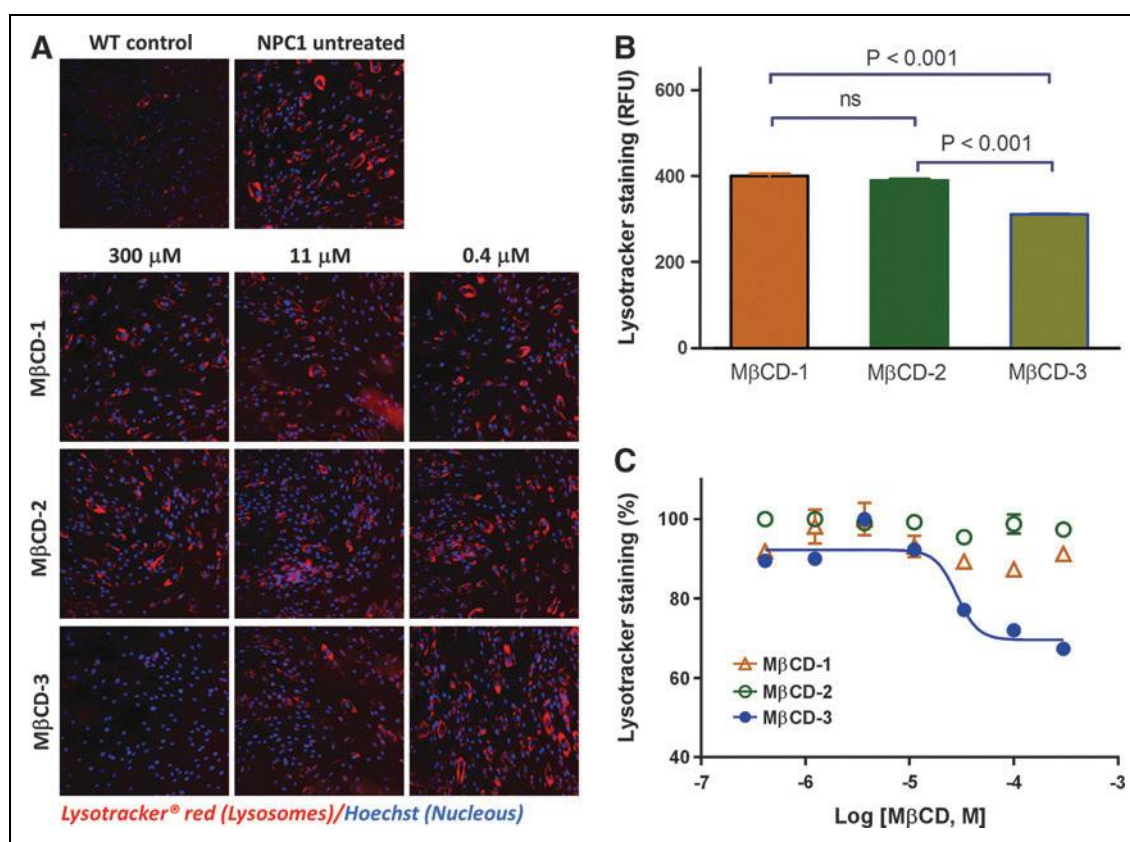 A
WT control
NPC1 untreated
300 μM
11 μM
0.4 μM
MβCD-1
MβCD-2
MβCD-3
Lysotracker® red (Lysosomes)/Hoechst (Nucleous)
B
Lysotracker staining (RFU)
600
400
200
0
P < 0.001
ns
P < 0.001
MβCD-1
MβCD-2
MβCD-3
C
Lysotracker staining (%)
100
80
60
40
MβCD-1
MβCD-2
MβCD-3
-7
-6
-5
-4
-3
Log [MβCD, M]